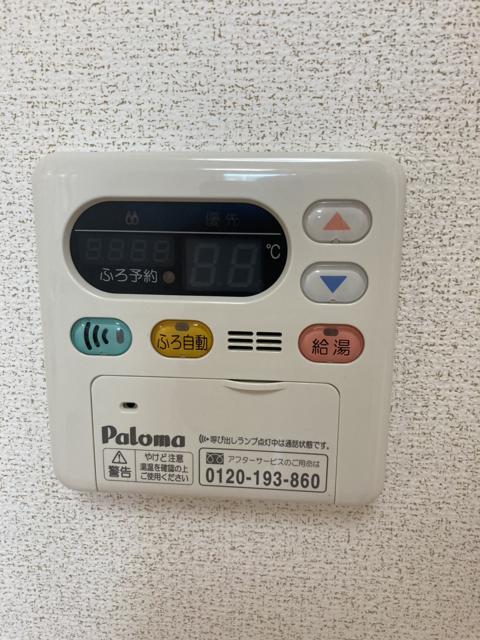 優先
88:88 88 ℃
ふろ予約
ふろ自動
給湯
Paloma
呼び出しランプ点灯中は通話状態です。
警告
やけど注意
湯温を確認の上
ご使用ください
アフターサービスのご用命は
0120-193-860